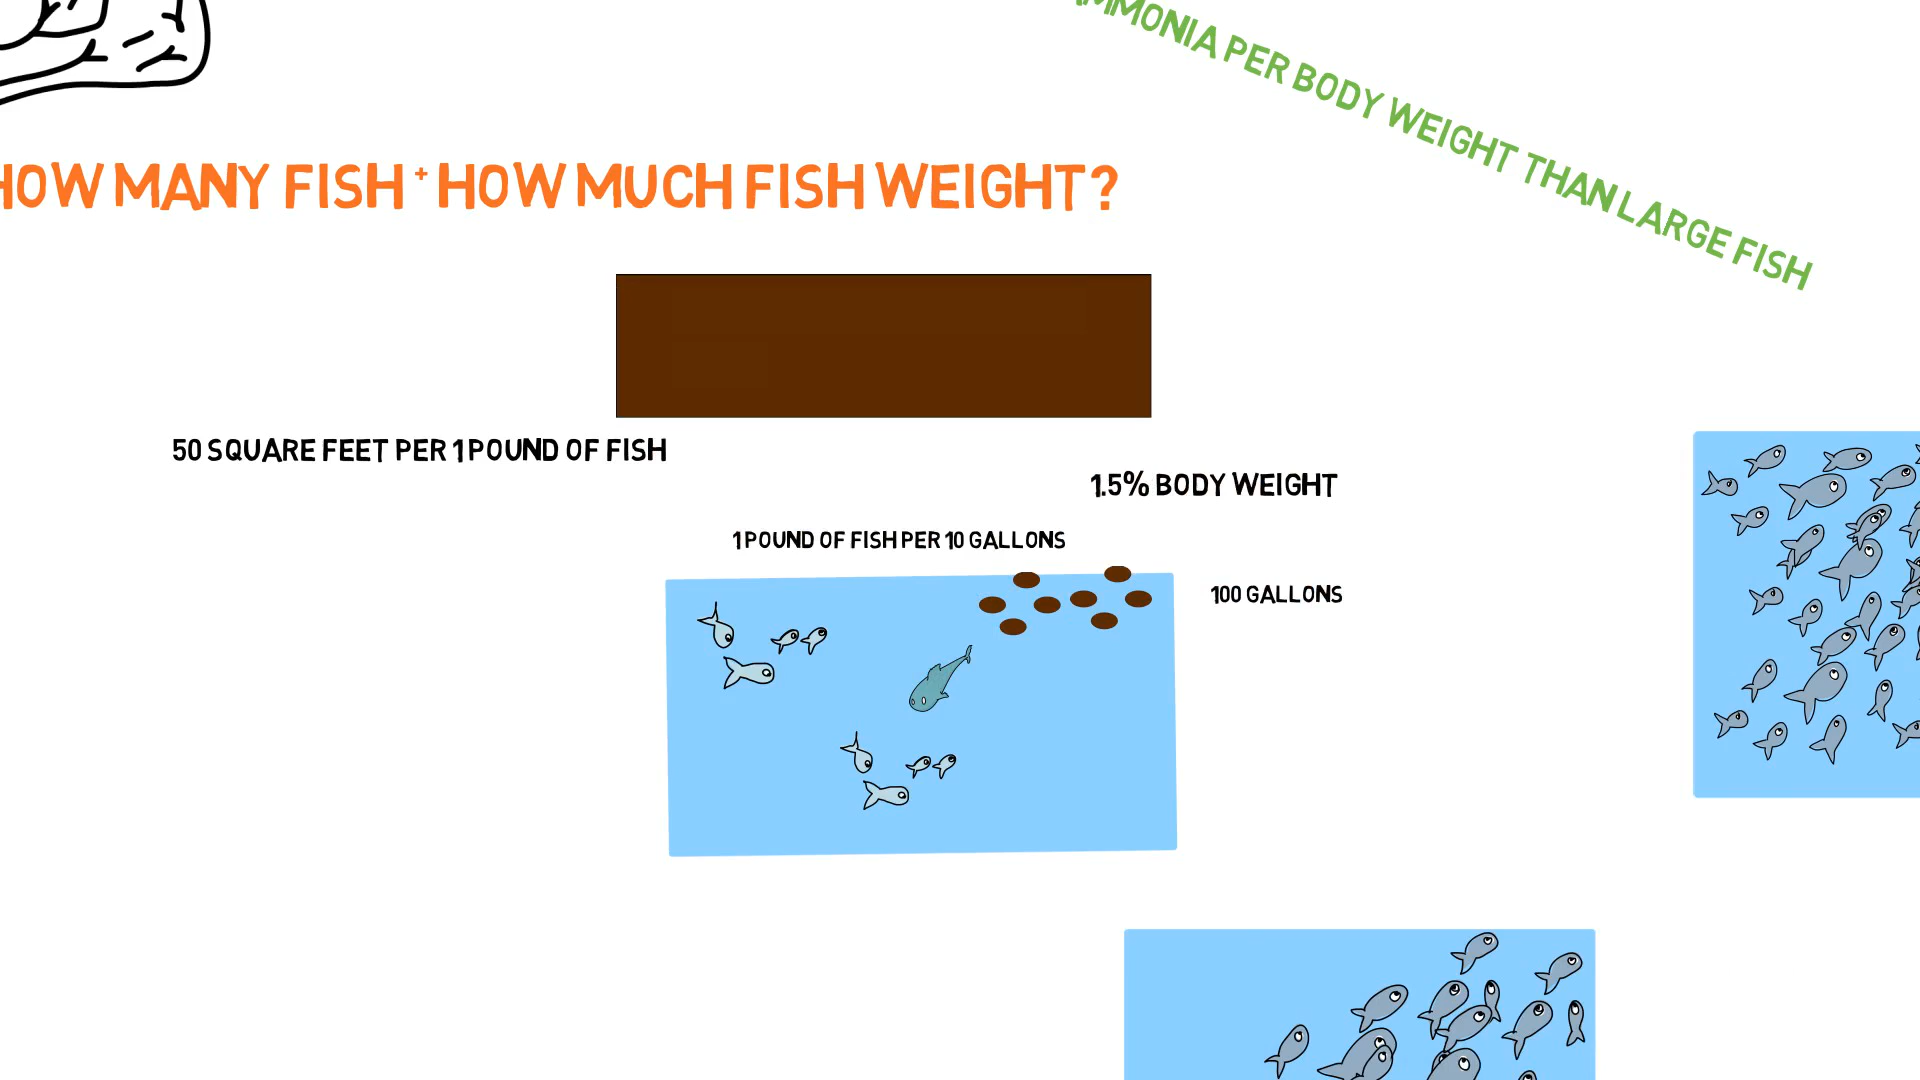 AMMONIA PER BODY WEIGHT THAN LARGE FISH
HOW MANY FISH + HOW MUCH FISH WEIGHT?
50 SQUARE FEET PER 1 POUND OF FISH
1.5% BODY WEIGHT
1 POUND OF FISH PER 10 GALLONS
100 GALLONS